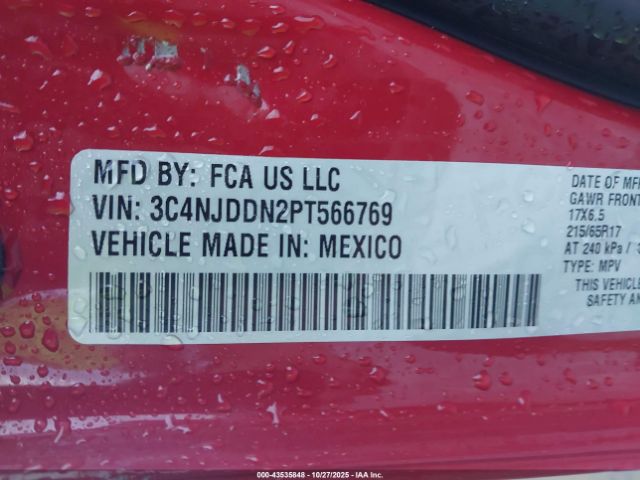 MFD BY: FCA US LLC
VIN: 3C4NJDDN2PT566769
VEHICLE MADE IN: MEXICO
DATE OF MF
GAWR FRONT
17X6.5
215/65R17
AT 240 kPa /
TYPE: MPV
THIS VEHICLE
SAFETY AN
000-43535848 - 10/27/2025 - IAA Inc.